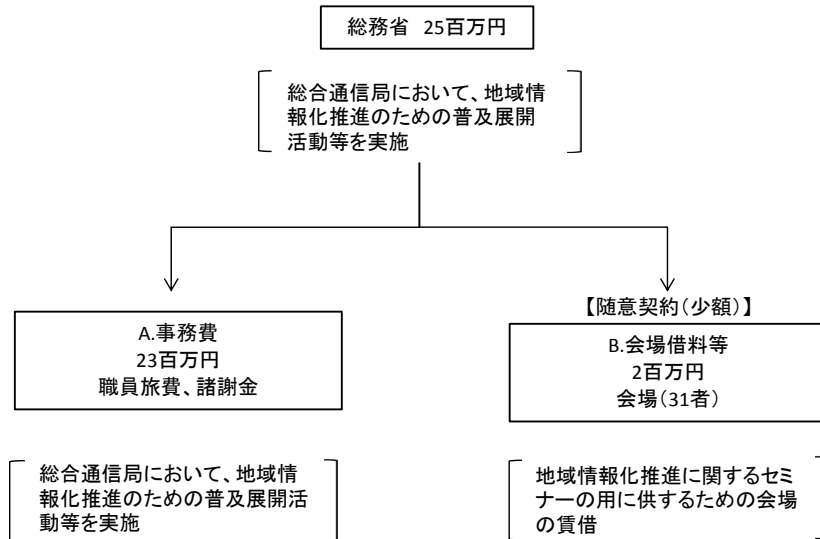 総務省 25百万円
総合通信局において、地域情
報化推進のための普及展開
活動等を実施
A.事務費
23百万円
職員旅費、諸謝金
【随意契約(少額)】
B.会場借料等
2百万円
会場(31者)
総合通信局において、地域情
報化推進のための普及展開活
動等を実施
地域情報化推進に関するセミ
ナーの用に供するための会場
の賃借